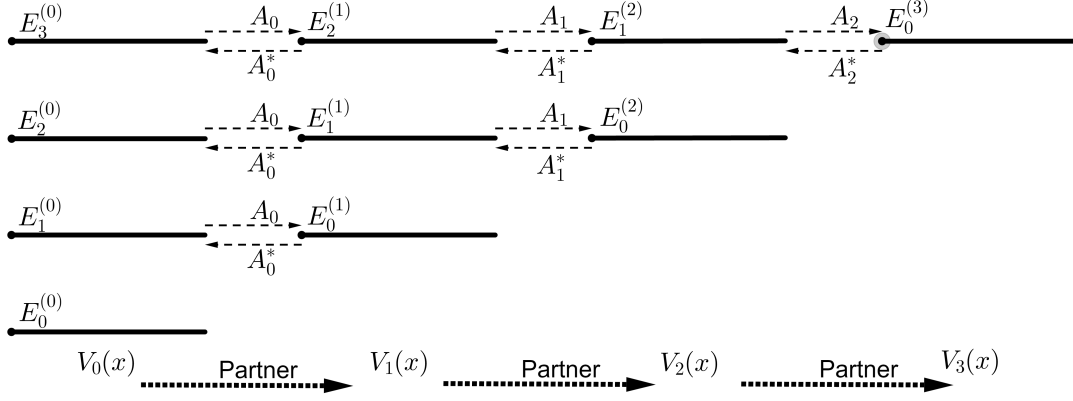 E_3^{(0)} A_0 E_2^{(1)} A_1 E_1^{(2)} A_2 E_0^{(3)}
A_0^* A_1^* A_2^*
E_2^{(0)} A_0 E_1^{(1)} A_1 E_0^{(2)}
A_0^* A_1^*
E_1^{(0)} A_0 E_0^{(1)}
A_0^*
E_0^{(0)}
V_0(x) Partner V_1(x) Partner V_2(x) Partner V_3(x)